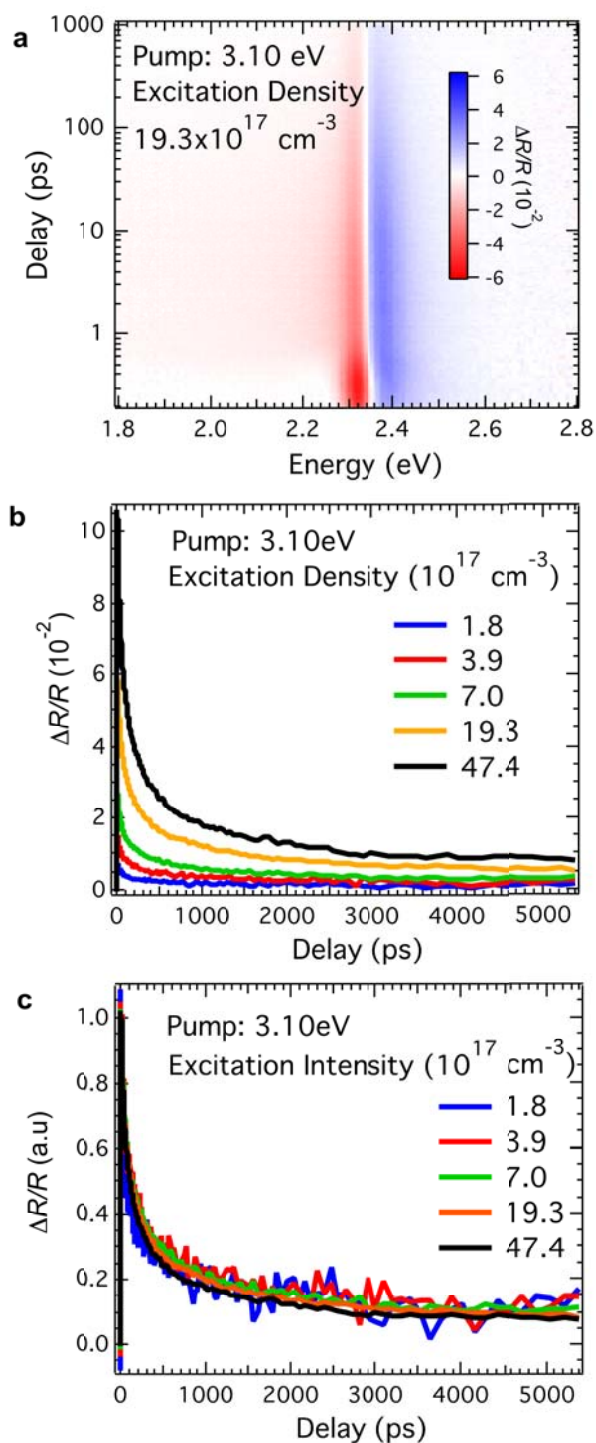 a
1000
Pump: 3.10 eV
Excitation Density
19.3x10^17 cm^-3
6
4
2
0
-2
-4
-6
ΔR/R (10^-2)
100
10
1
Delay (ps)
1.8 2.0 2.2 2.4 2.6 2.8
Energy (eV)
b
10
8
6
4
2
0
ΔR/R (10^-2)
Pump: 3.10eV
Excitation Density (10^17 cm^-3)
1.8
3.9
7.0
19.3
47.4
0 1000 2000 3000 4000 5000
Delay (ps)
c
1.0
0.8
0.6
0.4
0.2
0.0
ΔR/R (a.u)
Pump: 3.10eV
Excitation Intensity (10^17 cm^-3)
1.8
3.9
7.0
19.3
47.4
0 1000 2000 3000 4000 5000
Delay (ps)